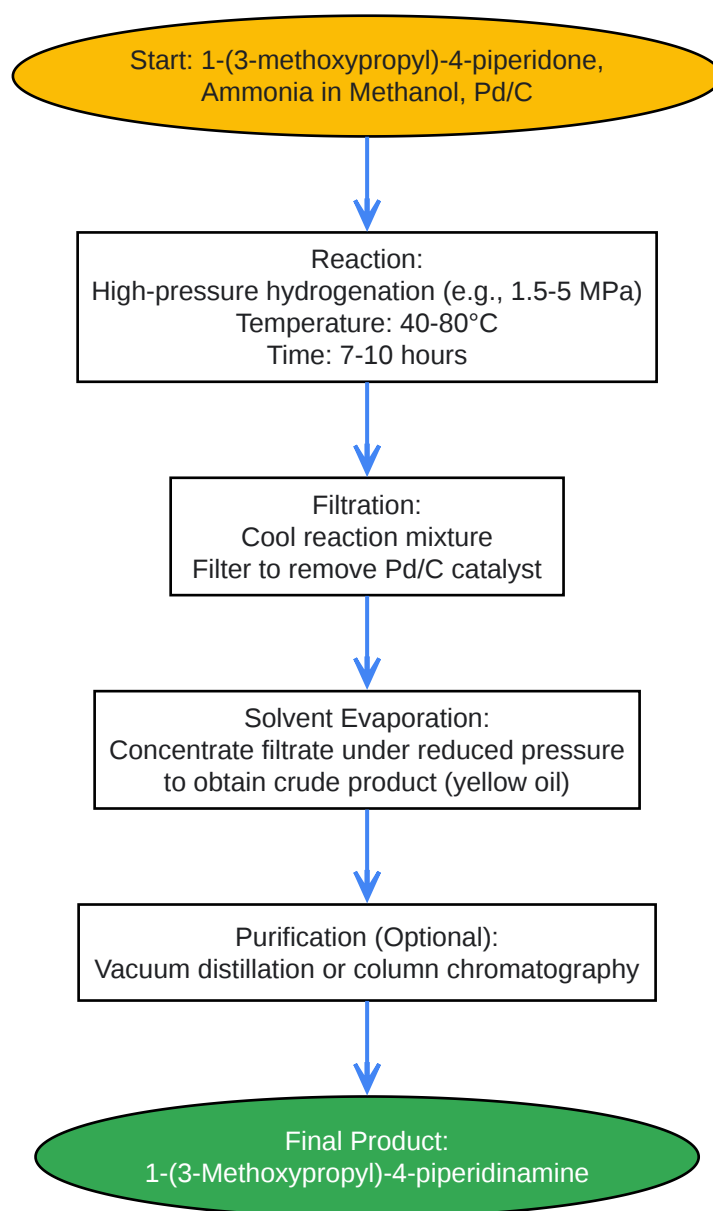 Start: 1-(3-methoxypropyl)-4-piperidone,
Ammonia in Methanol, Pd/C
Reaction:
High-pressure hydrogenation (e.g., 1.5-5 MPa)
Temperature: 40-80°C
Time: 7-10 hours
Filtration:
Cool reaction mixture
Filter to remove Pd/C catalyst
Solvent Evaporation:
Concentrate filtrate under reduced pressure
to obtain crude product (yellow oil)
Purification (Optional):
Vacuum distillation or column chromatography
Final Product:
1-(3-Methoxypropyl)-4-piperidinamine